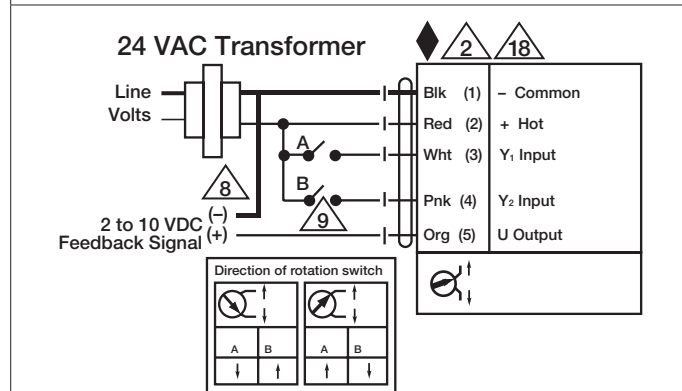 24 VAC Transformer
2
18
Line
Volts
Blk (1) – Common
Red (2) + Hot
A
Wht (3) Y₁ Input
8
B
Pnk (4) Y₂ Input
9
2 to 10 VDC (–)
Feedback Signal (+)
Org (5) U Output
Direction of rotation switch
A B A B